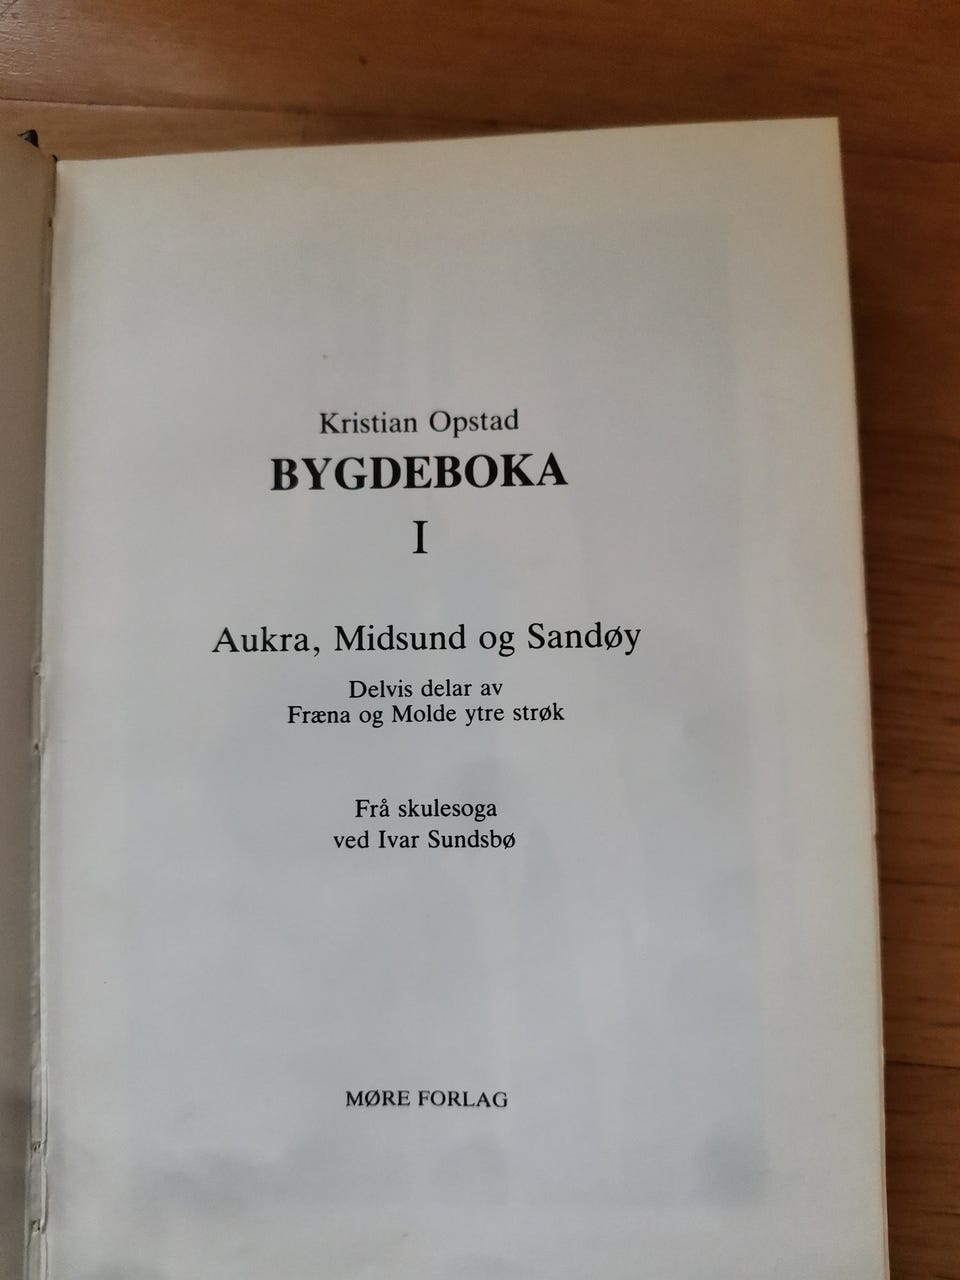 Kristian Opstad
BYGDEBOKA
I
Aukra, Midsund og Sandøy
Delvis delar av
Fræna og Molde ytre strøk
Frå skulesoga
ved Ivar Sundsbø
MØRE FORLAG